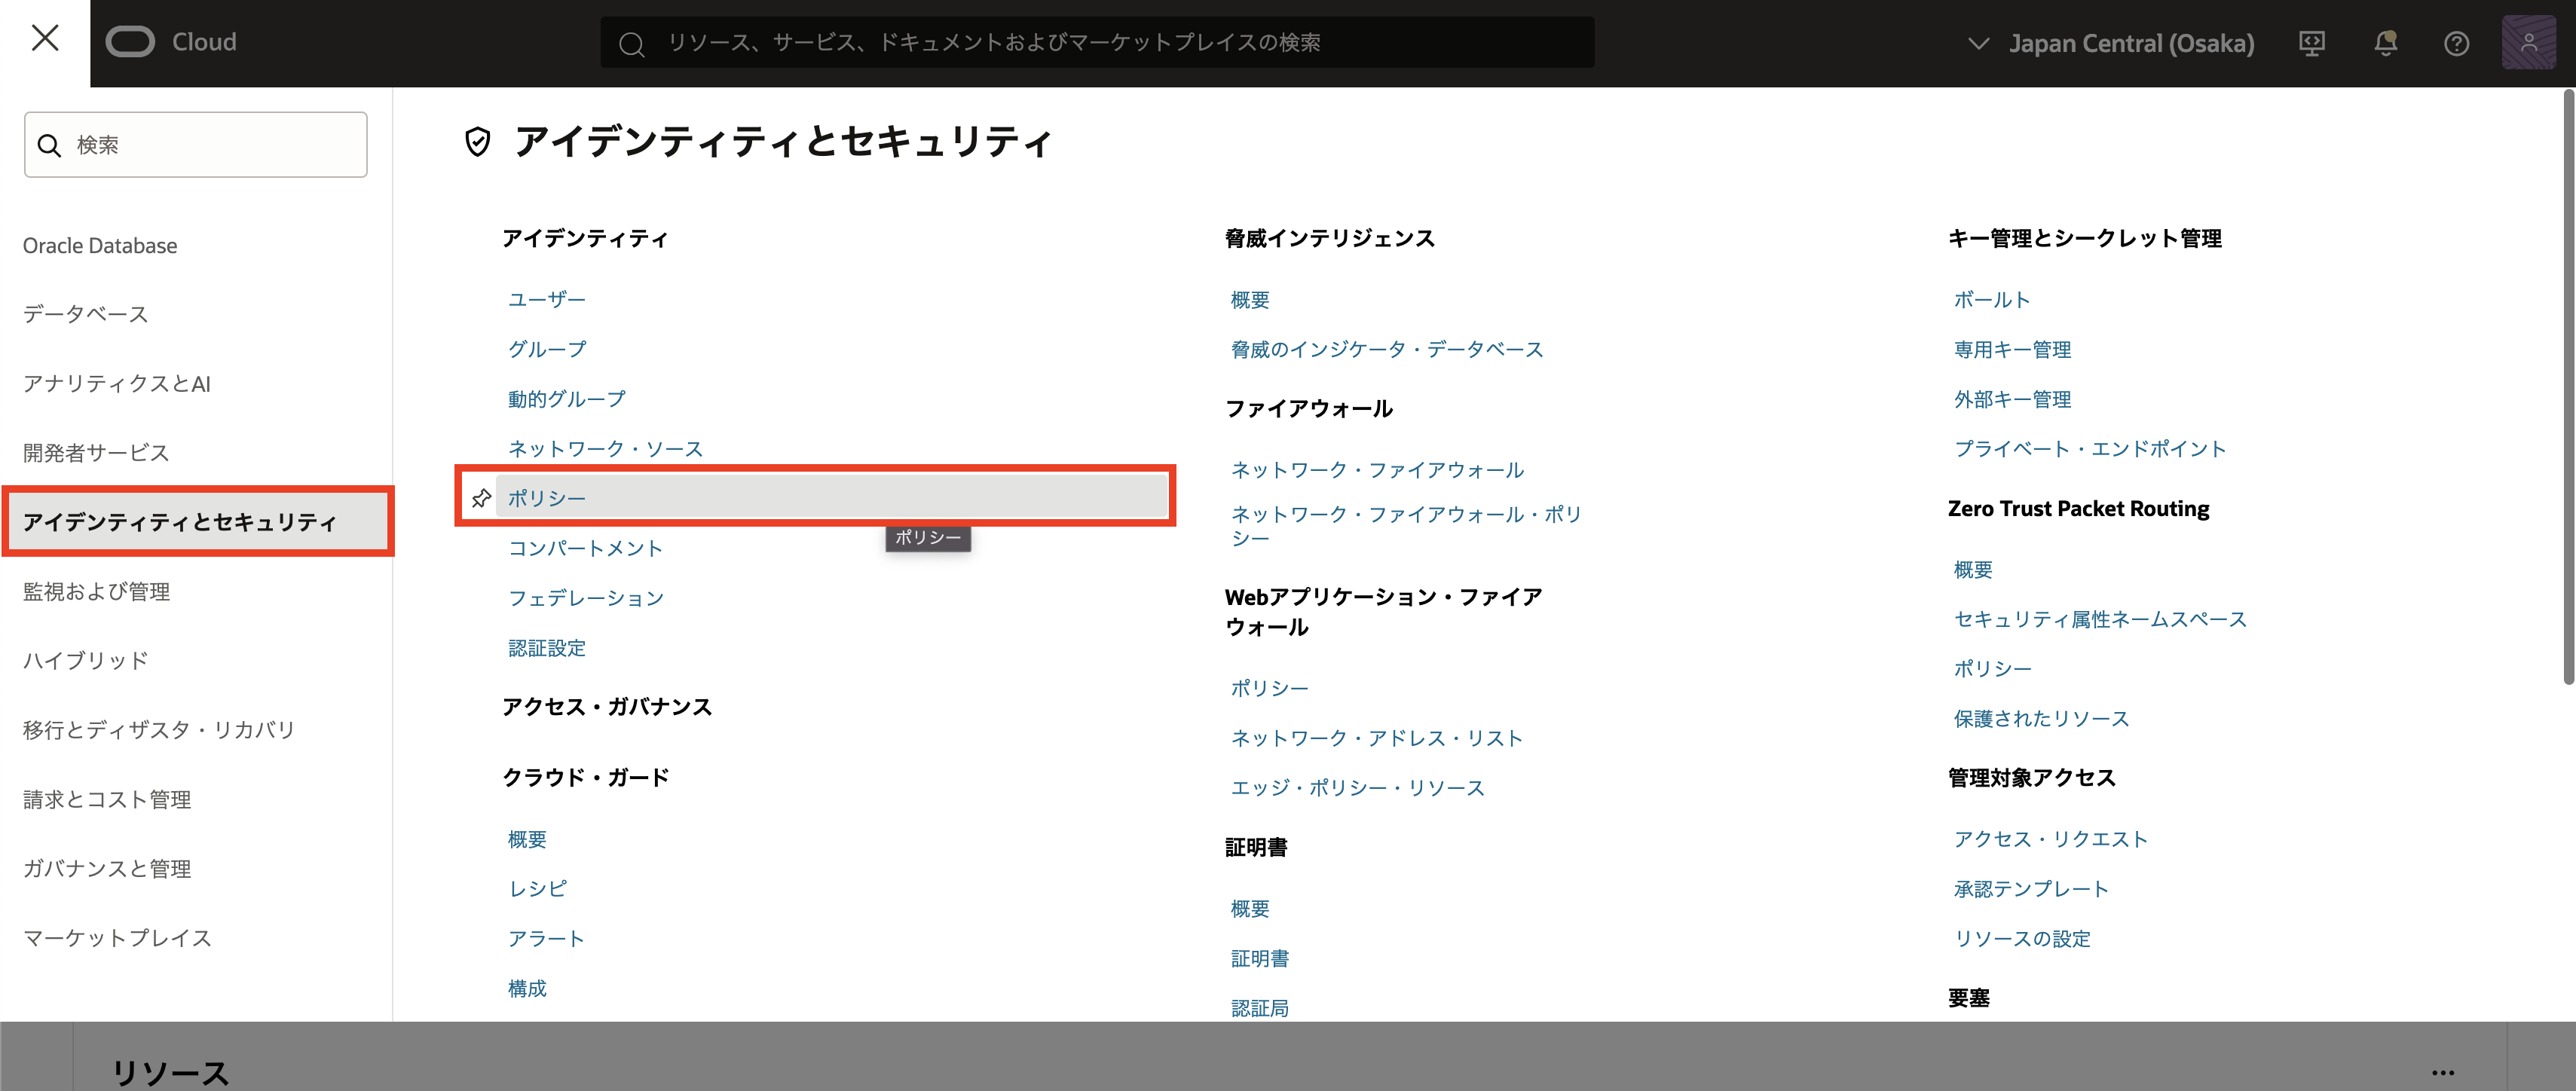 Cloud
リソース、サービス、ドキュメントおよびマーケットプレイスの検索
Japan Central (Osaka)
検索
Oracle Database
データベース
アナリティクスとAI
開発者サービス
アイデンティティとセキュリティ
監視および管理
ハイブリッド
移行とディザスタ・リカバリ
請求とコスト管理
ガバナンスと管理
マーケットプレイス
アイデンティティとセキュリティ
アイデンティティ
ユーザー
グループ
動的グループ
ネットワーク・ソース
ポリシー
ポリシー
コンパートメント
フェデレーション
認証設定
アクセス・ガバナンス
クラウド・ガード
概要
レシピ
アラート
構成
脅威インテリジェンス
概要
脅威のインジケータ・データベース
ファイアウォール
ネットワーク・ファイアウォール
ネットワーク・ファイアウォール・ポリ
シー
Webアプリケーション・ファイア
ウォール
ポリシー
ネットワーク・アドレス・リスト
エッジ・ポリシー・リソース
証明書
概要
証明書
認証局
キー管理とシークレット管理
ボールト
専用キー管理
外部キー管理
プライベート・エンドポイント
Zero Trust Packet Routing
概要
セキュリティ属性ネームスペース
ポリシー
保護されたリソース
管理対象アクセス
アクセス・リクエスト
承認テンプレート
リソースの設定
要塞
リソース